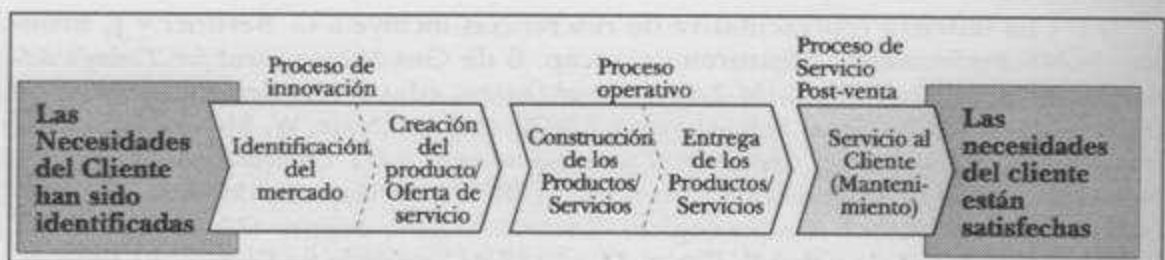 Las
Necesidades
del Cliente
han sido
identificadas
Proceso de
innovación
Identificación
del
mercado
Creación
del
producto/
Oferta de
servicio
Proceso
operativo
Construcción
de los
Productos/
Servicios
Entrega
de los
Productos/
Servicios
Proceso de
Servicio
Post-venta
Servicio al
Cliente
(Manteni-
miento)
Las
necesidades
del cliente
están
satisfechas